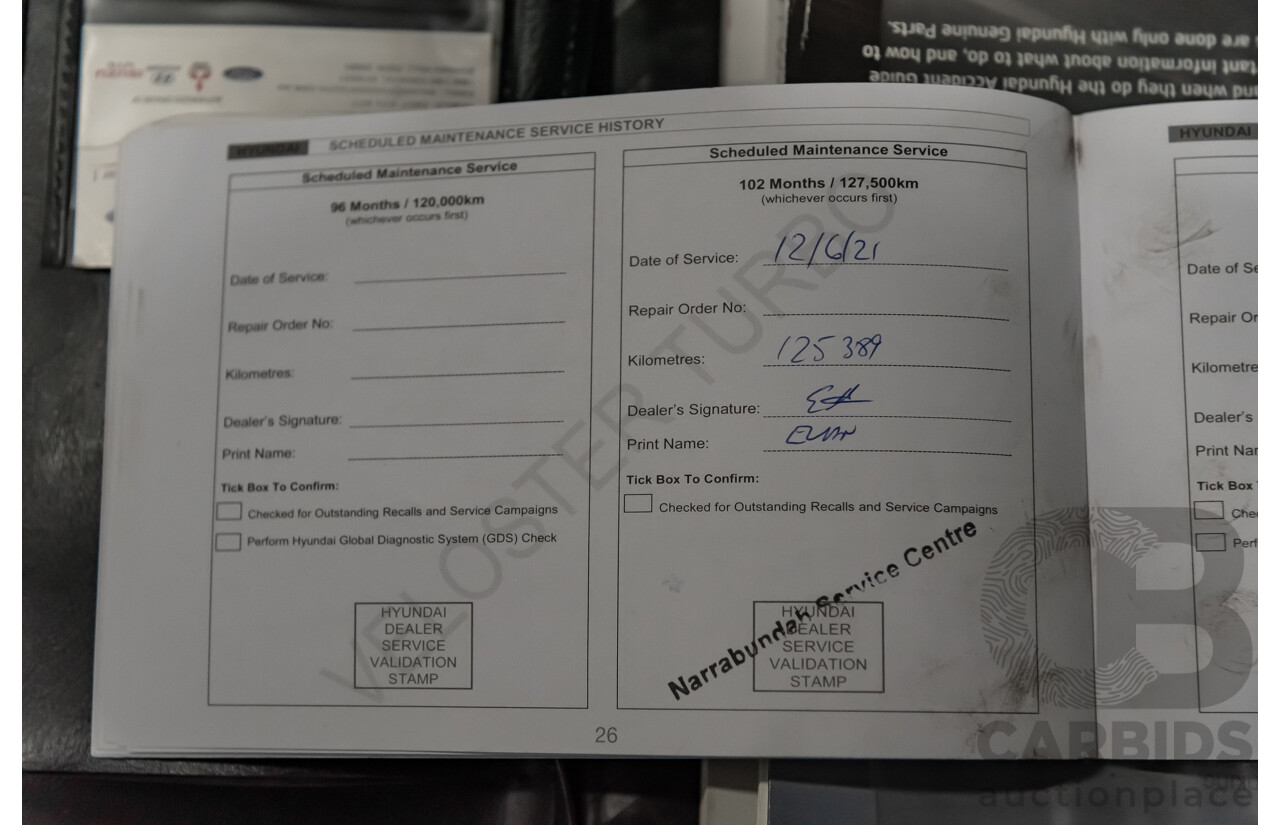 are done only with Hyundai Genuine Parts.
tant information about what to do, and how to
and when they do the Hyundai Accident Guide
HYUNDAI SCHEDULED MAINTENANCE SERVICE HISTORY
Scheduled Maintenance Service
96 Months / 120,000km
(whichever occurs first)
Date of Service:
Repair Order No:
Kilometres:
Dealer's Signature:
Print Name:
Tick Box To Confirm:
Checked for Outstanding Recalls and Service Campaigns
Perform Hyundai Global Diagnostic System (GDS) Check
HYUNDAI
DEALER
SERVICE
VALIDATION
STAMP
Scheduled Maintenance Service
102 Months / 127,500km
(whichever occurs first)
Date of Service: 12/6/21
Repair Order No:
Kilometres: 125 389
Dealer's Signature:
Print Name:
Tick Box To Confirm:
Checked for Outstanding Recalls and Service Campaigns
Narrabundah Service Centre
HYUNDAI
DEALER
SERVICE
VALIDATION
STAMP
VELOSTER TURBO
26
HYUNDAI
Date of Se
Repair Or
Kilometre
Dealer's
Print Nar
Tick Box
Chec
Perf
CB
CARBIDS
auctionplace